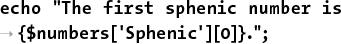 echo "The first sphenic number is
→ {$numbers['Sphenic'][0]}.";